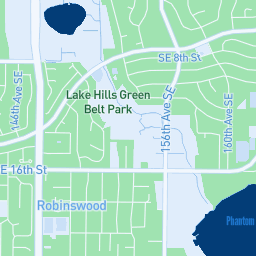 SE 8th St
146th Ave SE
Lake Hills Green
Belt Park
156th Ave SE
160th Ave SE
E 16th St
Robinswood
Phantom